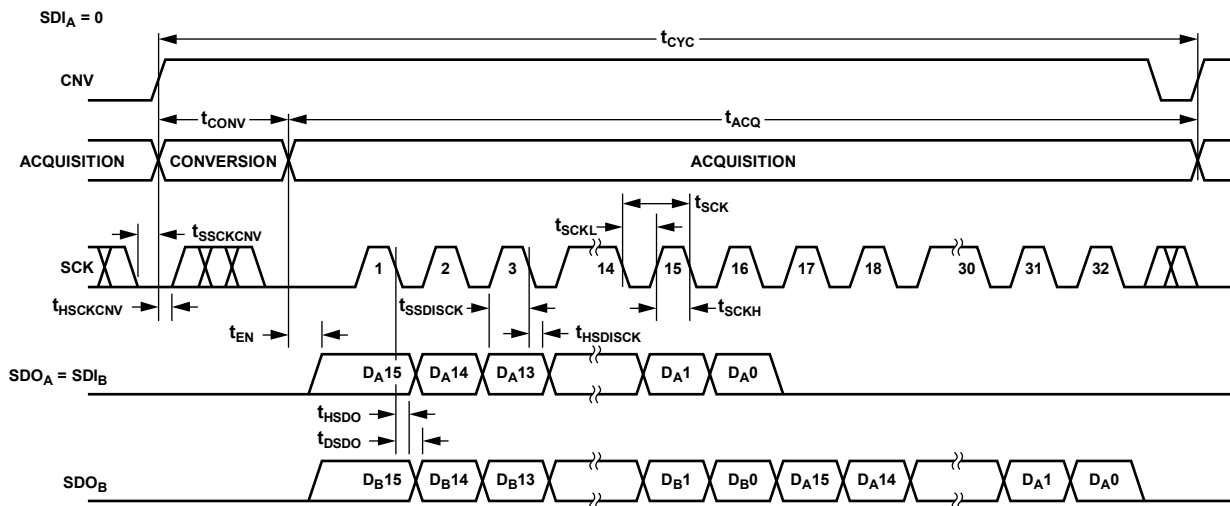 SDIA = 0
tCYC
CNV
tCONV
tACQ
ACQUISITION
CONVERSION
ACQUISITION
tSCK
tSSCKCNV
tSCKL
SCK
1
2
3
14
15
16
17
18
30
31
32
tHSCKCNV
tSSDISCK
tSCKH
tEN
tHSDISCK
SDOA = SDIB
DA15
DA14
DA13
DA1
DA0
tHSDO
tDSDO
SDOB
DB15
DB14
DB13
DB1
DB0
DA15
DA14
DA1
DA0